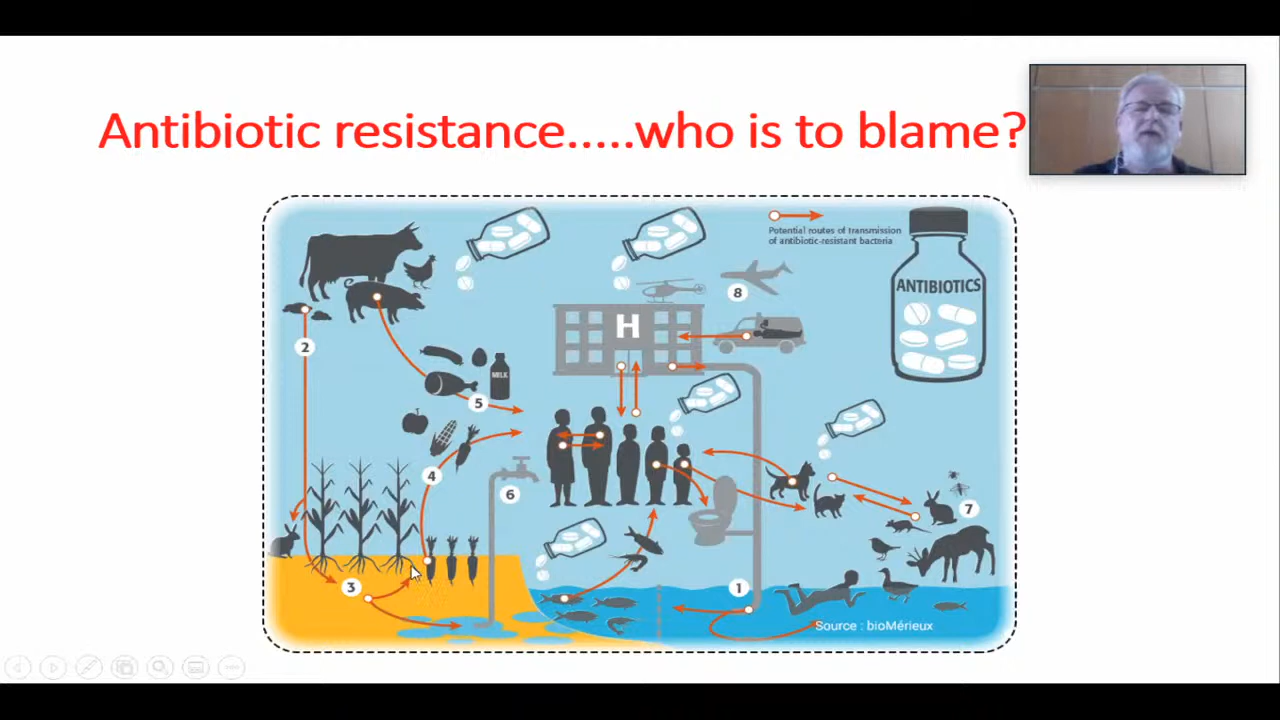 Antibiotic resistance.....who is to blame?
Potential routes of transmission
of antibiotic-resistant bacteria
ANTIBIOTICS
8
H
2
MILK
5
4
6
7
3
1
Source : bioMérieux